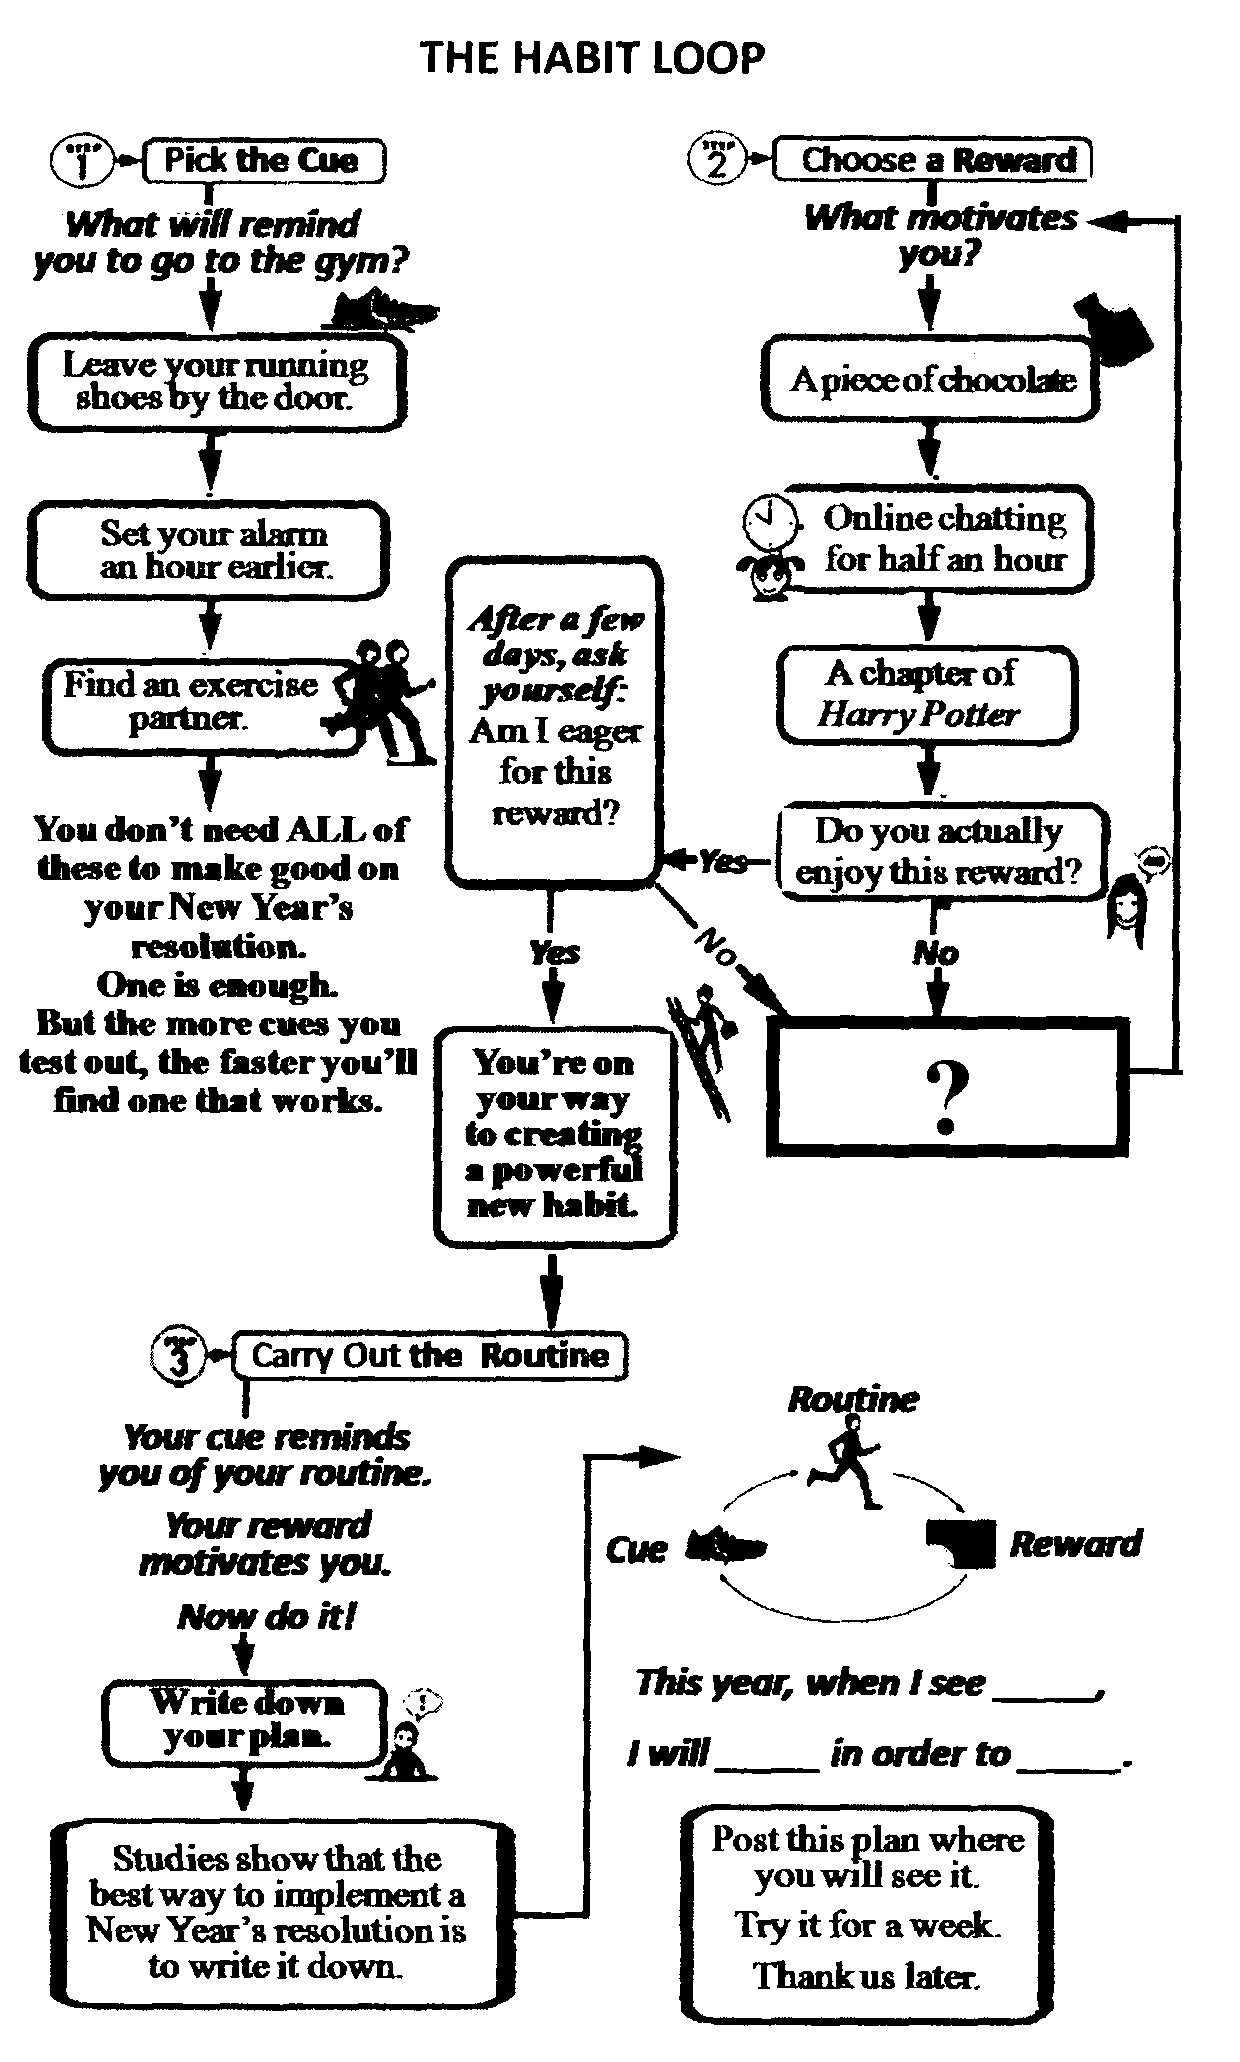 THE HABIT LOOP
STEP
1
Pick the Cue
What will remind
you to go to the gym?
Leave your running
shoes by the door.
Set your alarm
an hour earlier.
Find an exercise
partner.
You don't need ALL of
these to make good on
your New Year's
resolution.
One is enough.
But the more cues you
test out, the faster you'll
find one that works.
STEP
2
Choose a Reward
What motivates
you?
A piece of chocolate
Online chatting
for half an hour
A chapter of
Harry Potter
Do you actually
enjoy this reward?
Yes
No
After a few
days, ask
yourself:
Am I eager
for this
reward?
Yes
No
?
You're on
your way
to creating
a powerful
new habit.
3
Carry Out the Routine
Your cue reminds
you of your routine.
Your reward
motivates you.
Now do it!
Write down
your plan.
!
Studies show that the
best way to implement a
New Year's resolution is
to write it down.
Routine
Cue
Reward
This year, when I see ______,
I will ______ in order to ______.
Post this plan where
you will see it.
Try it for a week.
Thank us later.